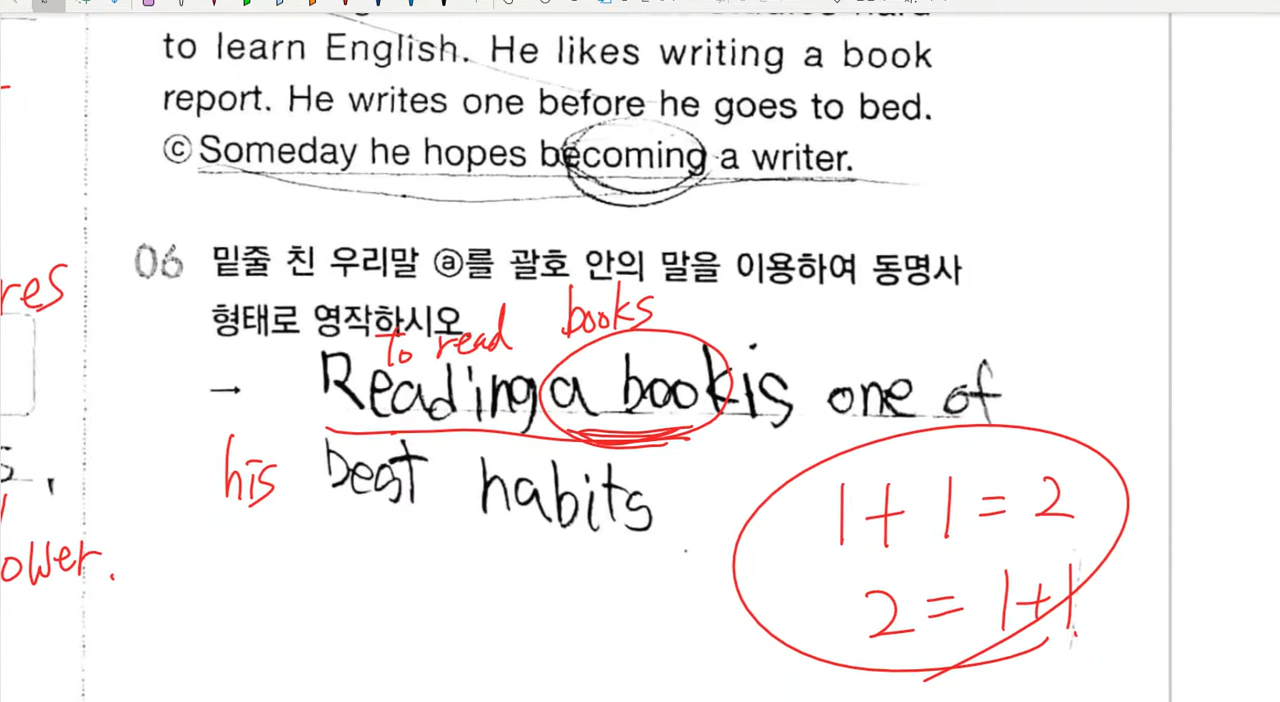 to learn English. He likes writing a book
report. He writes one before he goes to bed.
ⓒ Someday he hopes becoming a writer.
06 밑줄 친 우리말 ⓐ를 괄호 안의 말을 이용하여 동명사
형태로 영작하시오
to read books
→ Reading a book is one of
his best habits
1+1=2
2=1+1
res
ower.